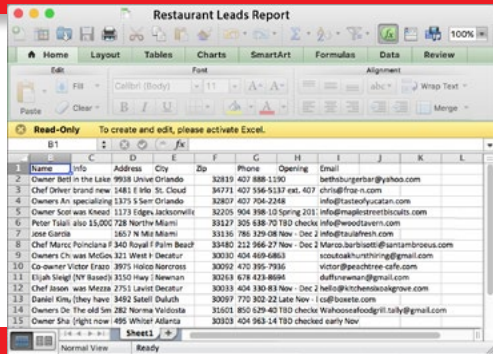 Restaurant Leads Report
100%
Home Layout Tables Charts SmartArt Formulas Data Review
Edit Font Alignment
Fill Calibri (Body) 11 A A abc Wrap Text
Paste Clear B I U A Merge
Read-Only To create and edit, please activate Excel.
B1 fx
B C D E F G H I J K L
1 Name Info Address City Zip Phone Opening Email
2 Owner Bett in the Lake 9938 Unive Orlando 32819 407 888-1190 bethsburgerbar@yahoo.com
3 Chef Driver brand new 1481 E Irlo St. Cloud 34771 407 556-5137 ext. 407
4 Owners An specializing 1375 S Sem Orlando 32807 407 704-2248 info@tasteofyucatan.com
5 Owner Scot was Knead 1173 Edgew Jacksonville 32205 904 398-10 Spring 201 info@maplestreetbiscuits.com
6 Peter Tsiali also 15,000 728 Northw Miami 33127 305 638-70 TBD checke info@woodtavern.com
7 Jose Garcia 1657 N Mia Miami 33136 786 329-08 Nov - Dec 2 info@taulafresh.com
8 Chef Marcc Poinciana P 340 Royal P Palm Beach 33480 212 966-27 Nov - Dec 2 Marco.barbisotti@santambroeus.com
9 Owners Ch was McGov 321 West H Decatur 30030 404 469-6863 scoutoakhurstthiring@gmail.com
10 Co-owner Victor Erazo 3975 Holco Norcross 30092 470 395-7936 victor@peachtree-cafe.com
11 Elijah Sleigl (NY Based) 3150 Hwy 3 Newnan 30263 678 423-8694 duffsnewnan@gmail.com
12 Chef Jason was Mezza 2751 Lavist Decatur 30033 404 330-83 Nov - Dec 2 hello@kitchenskoakgrove.com
13 Daniel Kim, (they have 3492 Satell Duluth 30097 770 302-22 Late Nov - I cs@boxete.com
14 Owners De The old Sm 282 Norma Valdosta 31601 850 629-40 TBD checke Wahooseafoodgrill.tally@gmail.com
15 Owner Sha (right now 495 Whiteh Atlanta 30303 404 963-14 TBD checked early Nov
Sheet1
Normal View Ready